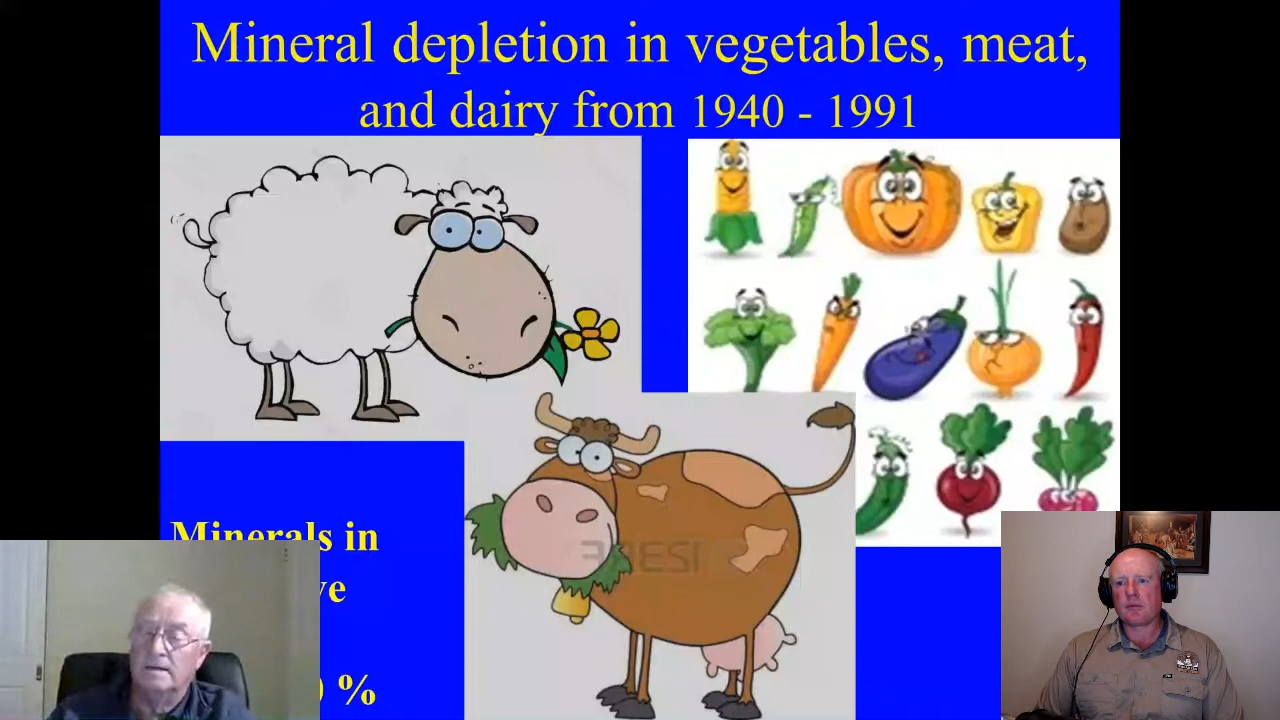 Mineral depletion in vegetables, meat,
and dairy from 1940 - 1991
Minerals in
%